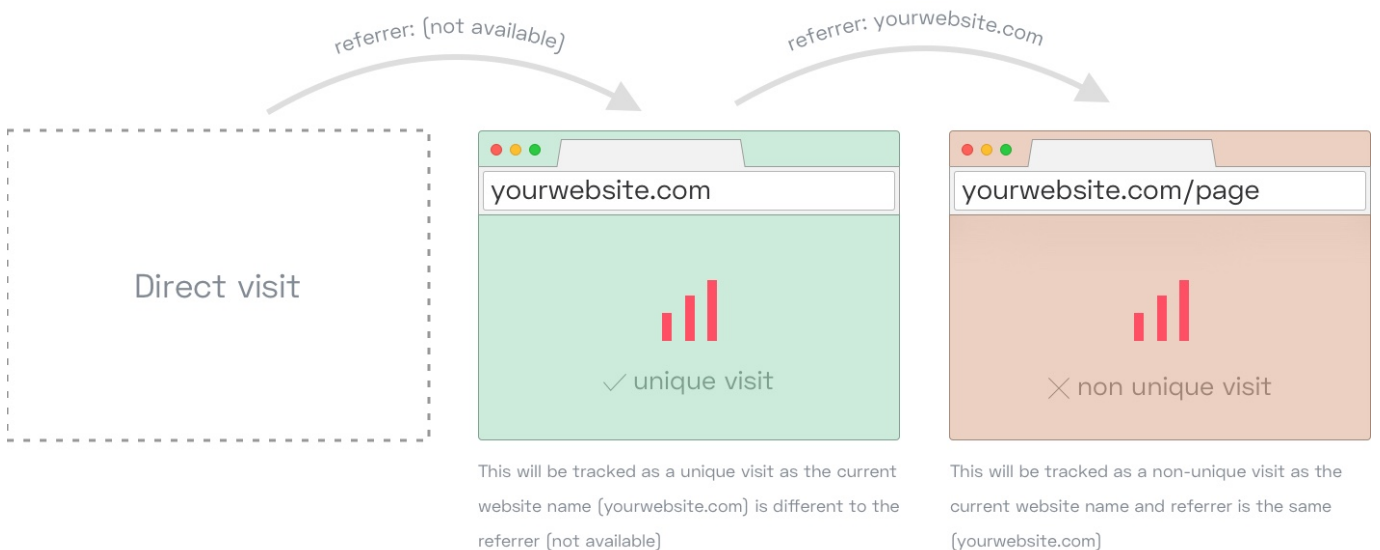 referrer: (not available)
referrer: yourwebsite.com
Direct visit
yourwebsite.com
unique visit
This will be tracked as a unique visit as the current
website name (yourwebsite.com) is different to the
referrer (not available)
yourwebsite.com/page
non unique visit
This will be tracked as a non-unique visit as the
current website name and referrer is the same
(yourwebsite.com)